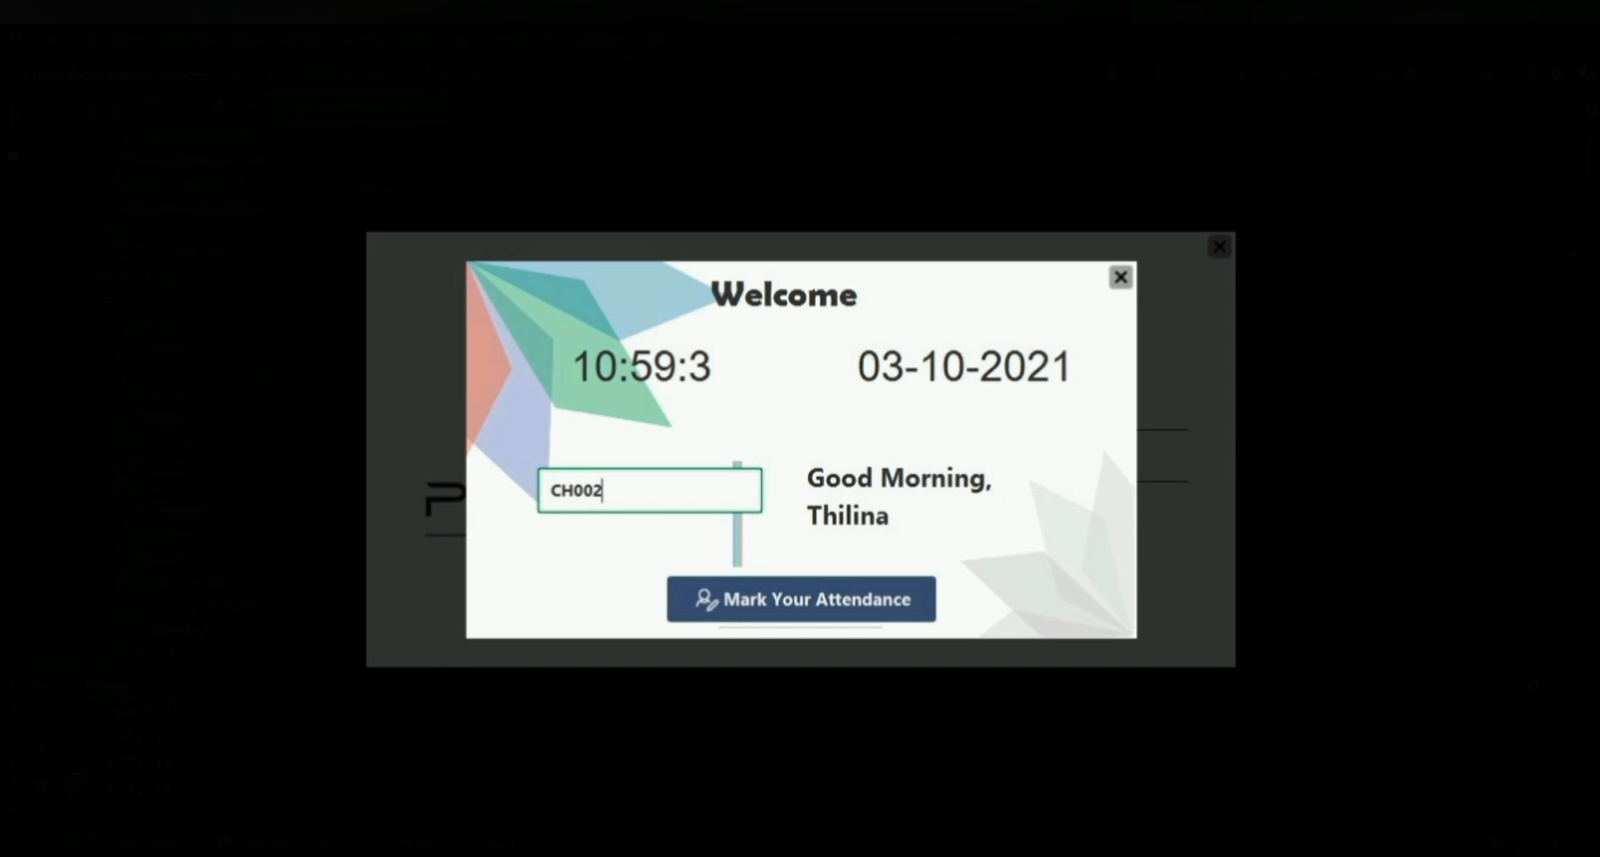 Welcome
10:59:3
03-10-2021
CH002
Good Morning,
Thilina
Mark Your Attendance